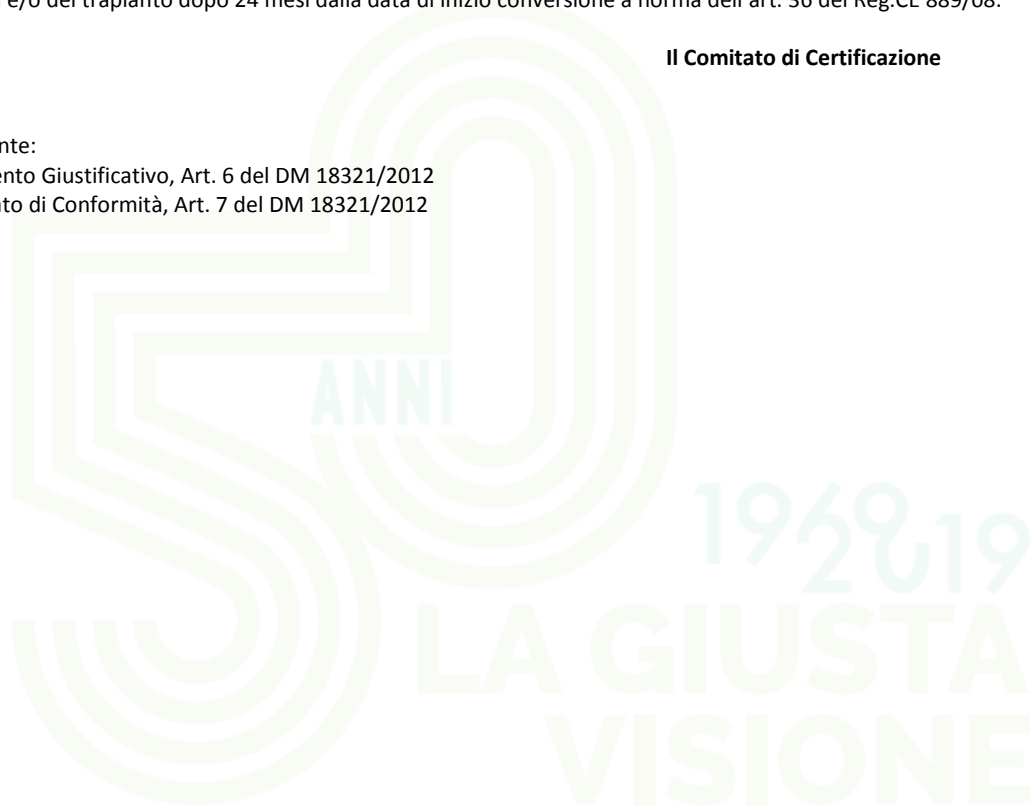 e/o del trapianto dopo 24 mesi dalla data di inizio conversione a norma dell'art. 36 del Reg.CE 889/08.
Il Comitato di Certificazione
nte:
ento Giustificativo, Art. 6 del DM 18321/2012
to di Conformità, Art. 7 del DM 18321/2012
50
ANNI
1969
2019
LA GIUSTA
VISIONE